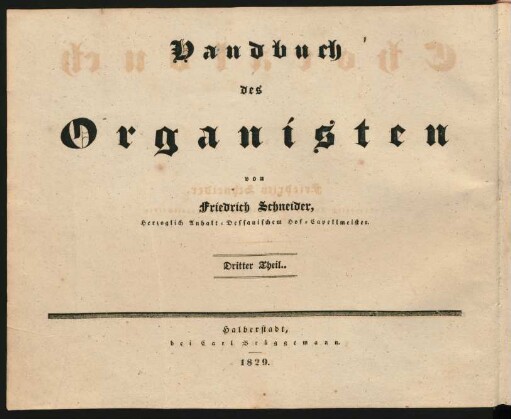 Handbuch
des
Organisten
von
Friedrich Schneider,
Herzoglich Anhalt-Dessauischem Hof-Capellmeister.
Dritter Theil..
Halberstadt,
bei Carl Brüggemann.
1829.